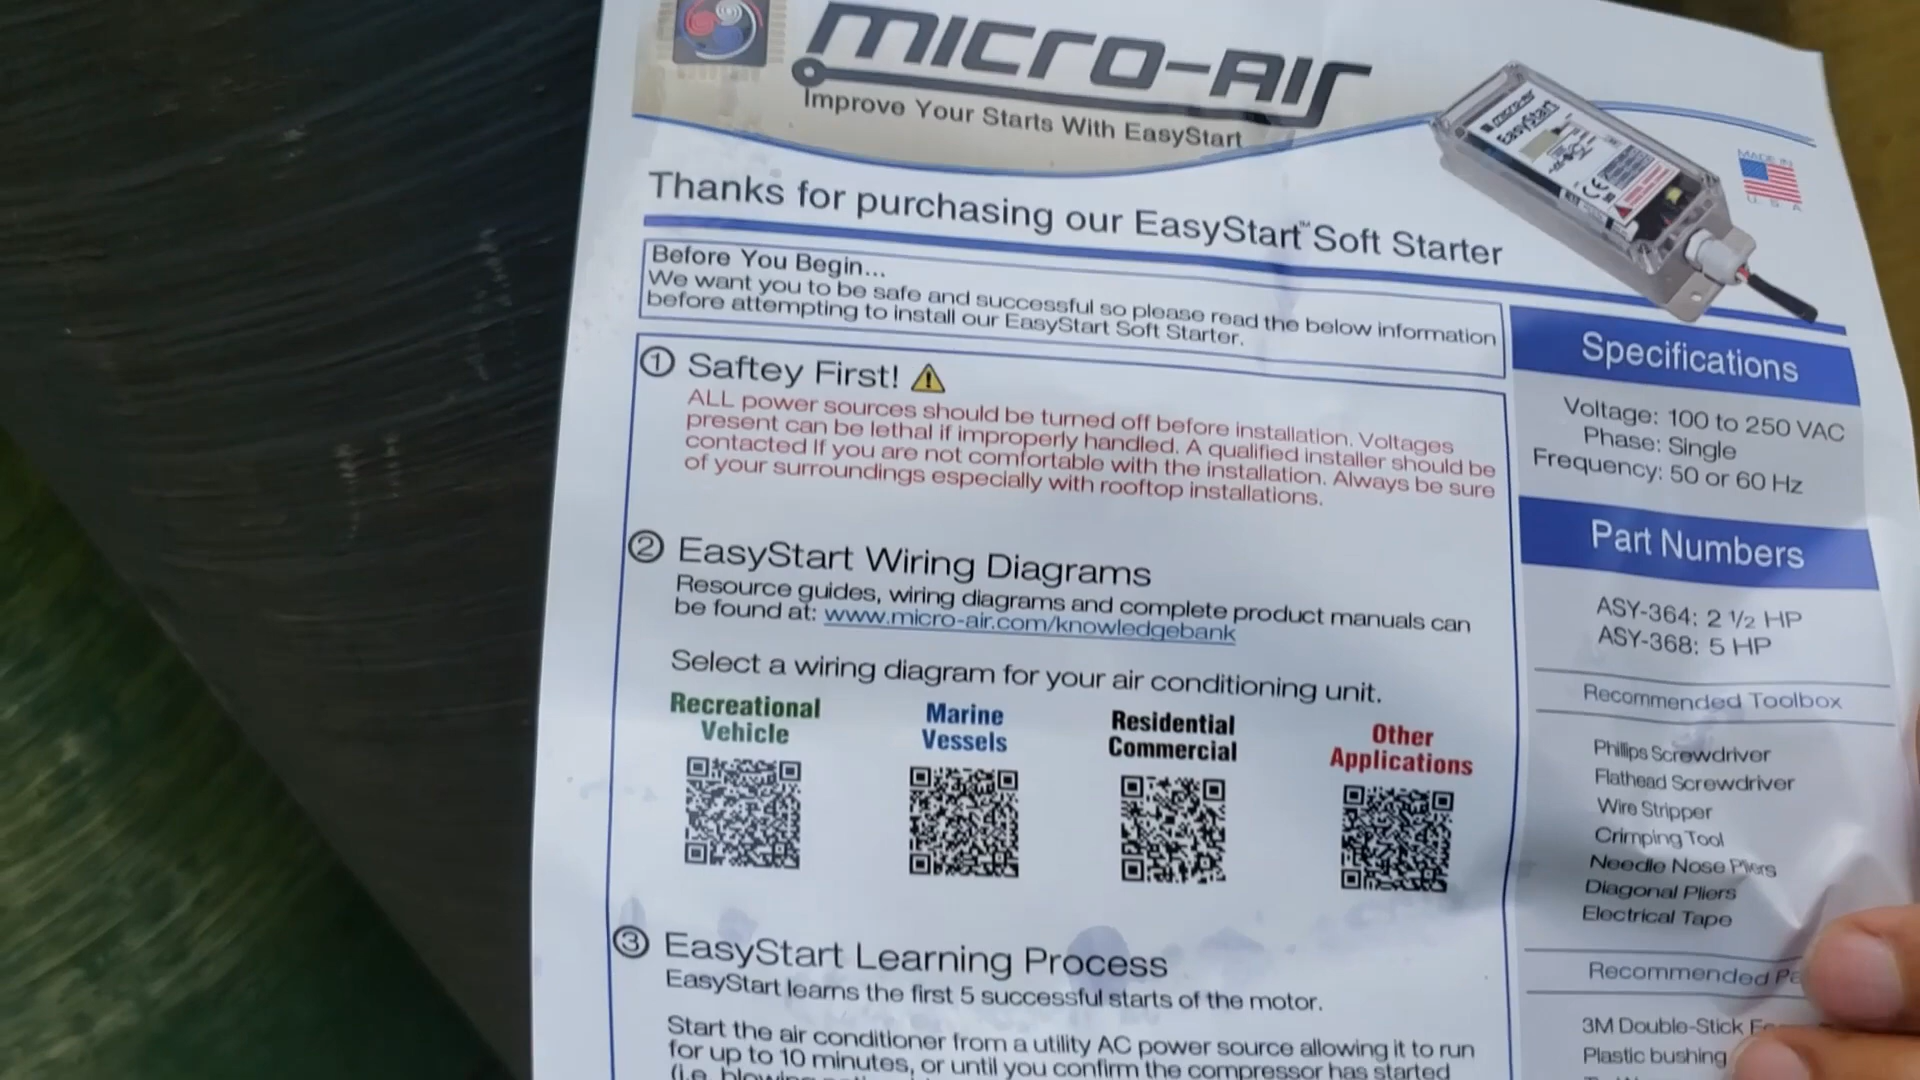 MICRO-AIR
Improve Your Starts With EasyStart
MADE IN
U. S. A
micro-air
EasyStart
Thanks for purchasing our EasyStart™ Soft Starter
Before You Begin...
We want you to be safe and successful so please read the below information
before attempting to install our EasyStart Soft Starter.
① Saftey First!
ALL power sources should be turned off before installation. Voltages
present can be lethal if improperly handled. A qualified installer should be
contacted If you are not comfortable with the installation. Always be sure
of your surroundings especially with rooftop installations.
② EasyStart Wiring Diagrams
Resource guides, wiring diagrams and complete product manuals can
be found at: www.micro-air.com/knowledgebank
Select a wiring diagram for your air conditioning unit.
Recreational
Vehicle
Marine
Vessels
Residential
Commercial
Other
Applications
③ EasyStart Learning Process
EasyStart learns the first 5 successful starts of the motor.
Start the air conditioner from a utility AC power source allowing it to run
for up to 10 minutes, or until you confirm the compressor has started
(i.e. blowing
Specifications
Voltage: 100 to 250 VAC
Phase: Single
Frequency: 50 or 60 Hz
Part Numbers
ASY-364: 2 ½ HP
ASY-368: 5 HP
Recommended Toolbox
Phillips Screwdriver
Flathead Screwdriver
Wire Stripper
Crimping Tool
Needle Nose Pliers
Diagonal Pliers
Electrical Tape
Recommended
3M Double-Stick
Plastic bushing